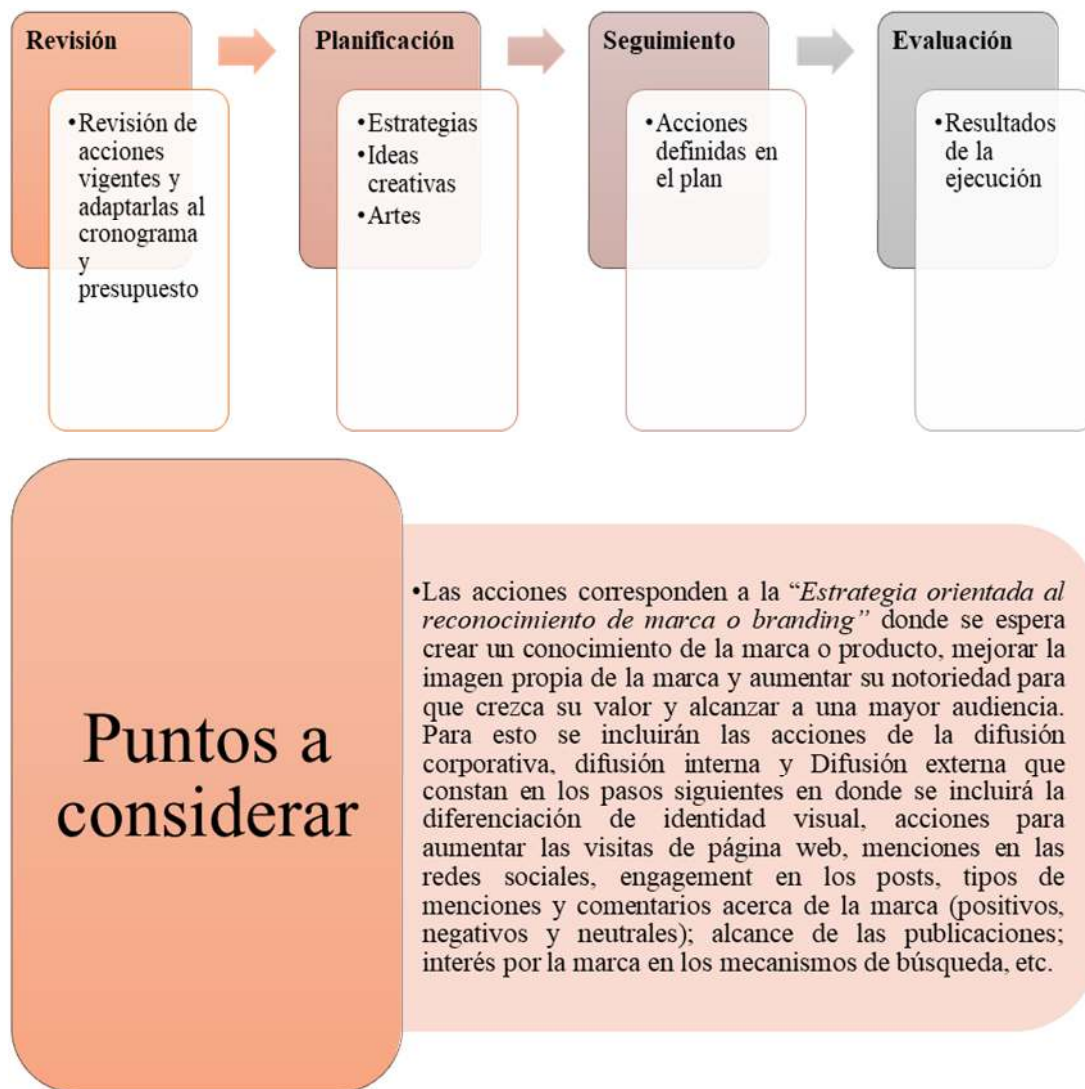 Revisión
•Revisión de
acciones
vigentes y
adaptarlas al
cronograma
y
presupuesto
Planificación
•Estrategias
•Ideas
creativas
•Artes
Seguimiento
•Acciones
definidas en
el plan
Evaluación
•Resultados
de la
ejecución
Puntos a
considerar
•Las acciones corresponden a la “Estrategia orientada al
reconocimiento de marca o branding” donde se espera
crear un conocimiento de la marca o producto, mejorar la
imagen propia de la marca y aumentar su notoriedad para
que crezca su valor y alcanzar a una mayor audiencia.
Para esto se incluirán las acciones de la difusión
corporativa, difusión interna y Difusión externa que
constan en los pasos siguientes en donde se incluirá la
diferenciación de identidad visual, acciones para
aumentar las visitas de página web, menciones en las
redes sociales, engagement en los posts, tipos de
menciones y comentarios acerca de la marca (positivos,
negativos y neutrales); alcance de las publicaciones;
interés por la marca en los mecanismos de búsqueda, etc.